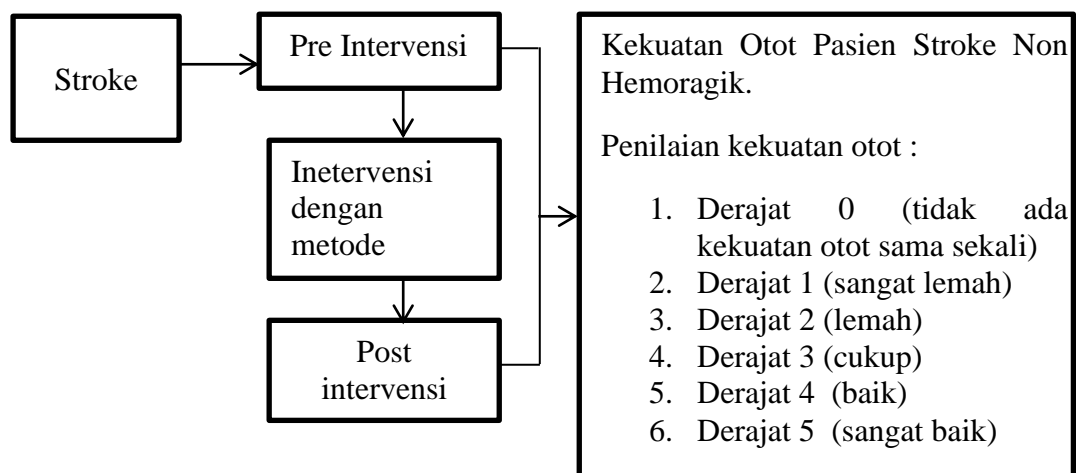 Stroke
Pre Intervensi
Inetervensi
dengan
metode
Post
intervensi
Kekuatan Otot Pasien Stroke Non
Hemoragik.
Penilaian kekuatan otot :
1. Derajat 0 (tidak ada
kekuatan otot sama sekali)
2. Derajat 1 (sangat lemah)
3. Derajat 2 (lemah)
4. Derajat 3 (cukup)
5. Derajat 4 (baik)
6. Derajat 5 (sangat baik)